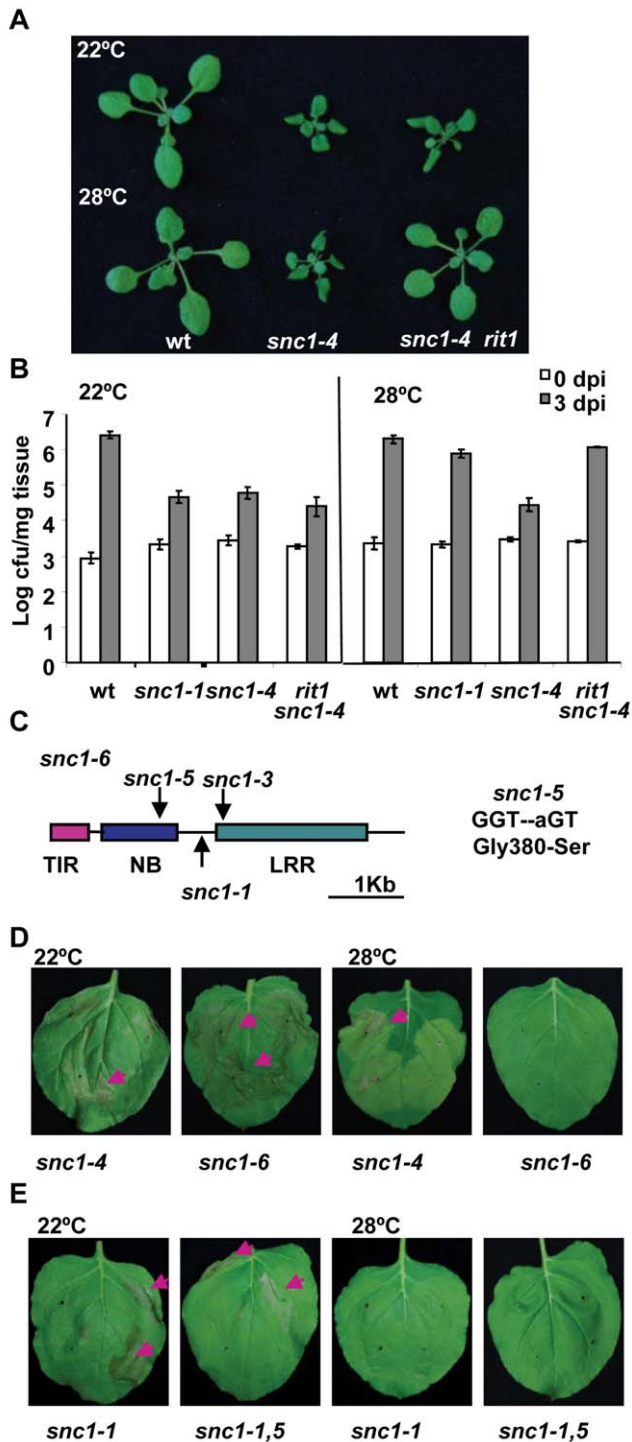 A
22ºC
28ºC
wt snc1-4 snc1-4 rit1
B
22ºC 28ºC
0 dpi
3 dpi
Log cfu/mg tissue
7
6
5
4
3
2
1
0
wt snc1-1 snc1-4 rit1 snc1-4 wt snc1-1 snc1-4 rit1 snc1-4
C
snc1-6
snc1-5 snc1-3
TIR NB LRR
snc1-1
1Kb
snc1-5
GGT--aGT
Gly380-Ser
D
22ºC 28ºC
snc1-4 snc1-6 snc1-4 snc1-6
E
22ºC 28ºC
snc1-1 snc1-1,5 snc1-1 snc1-1,5